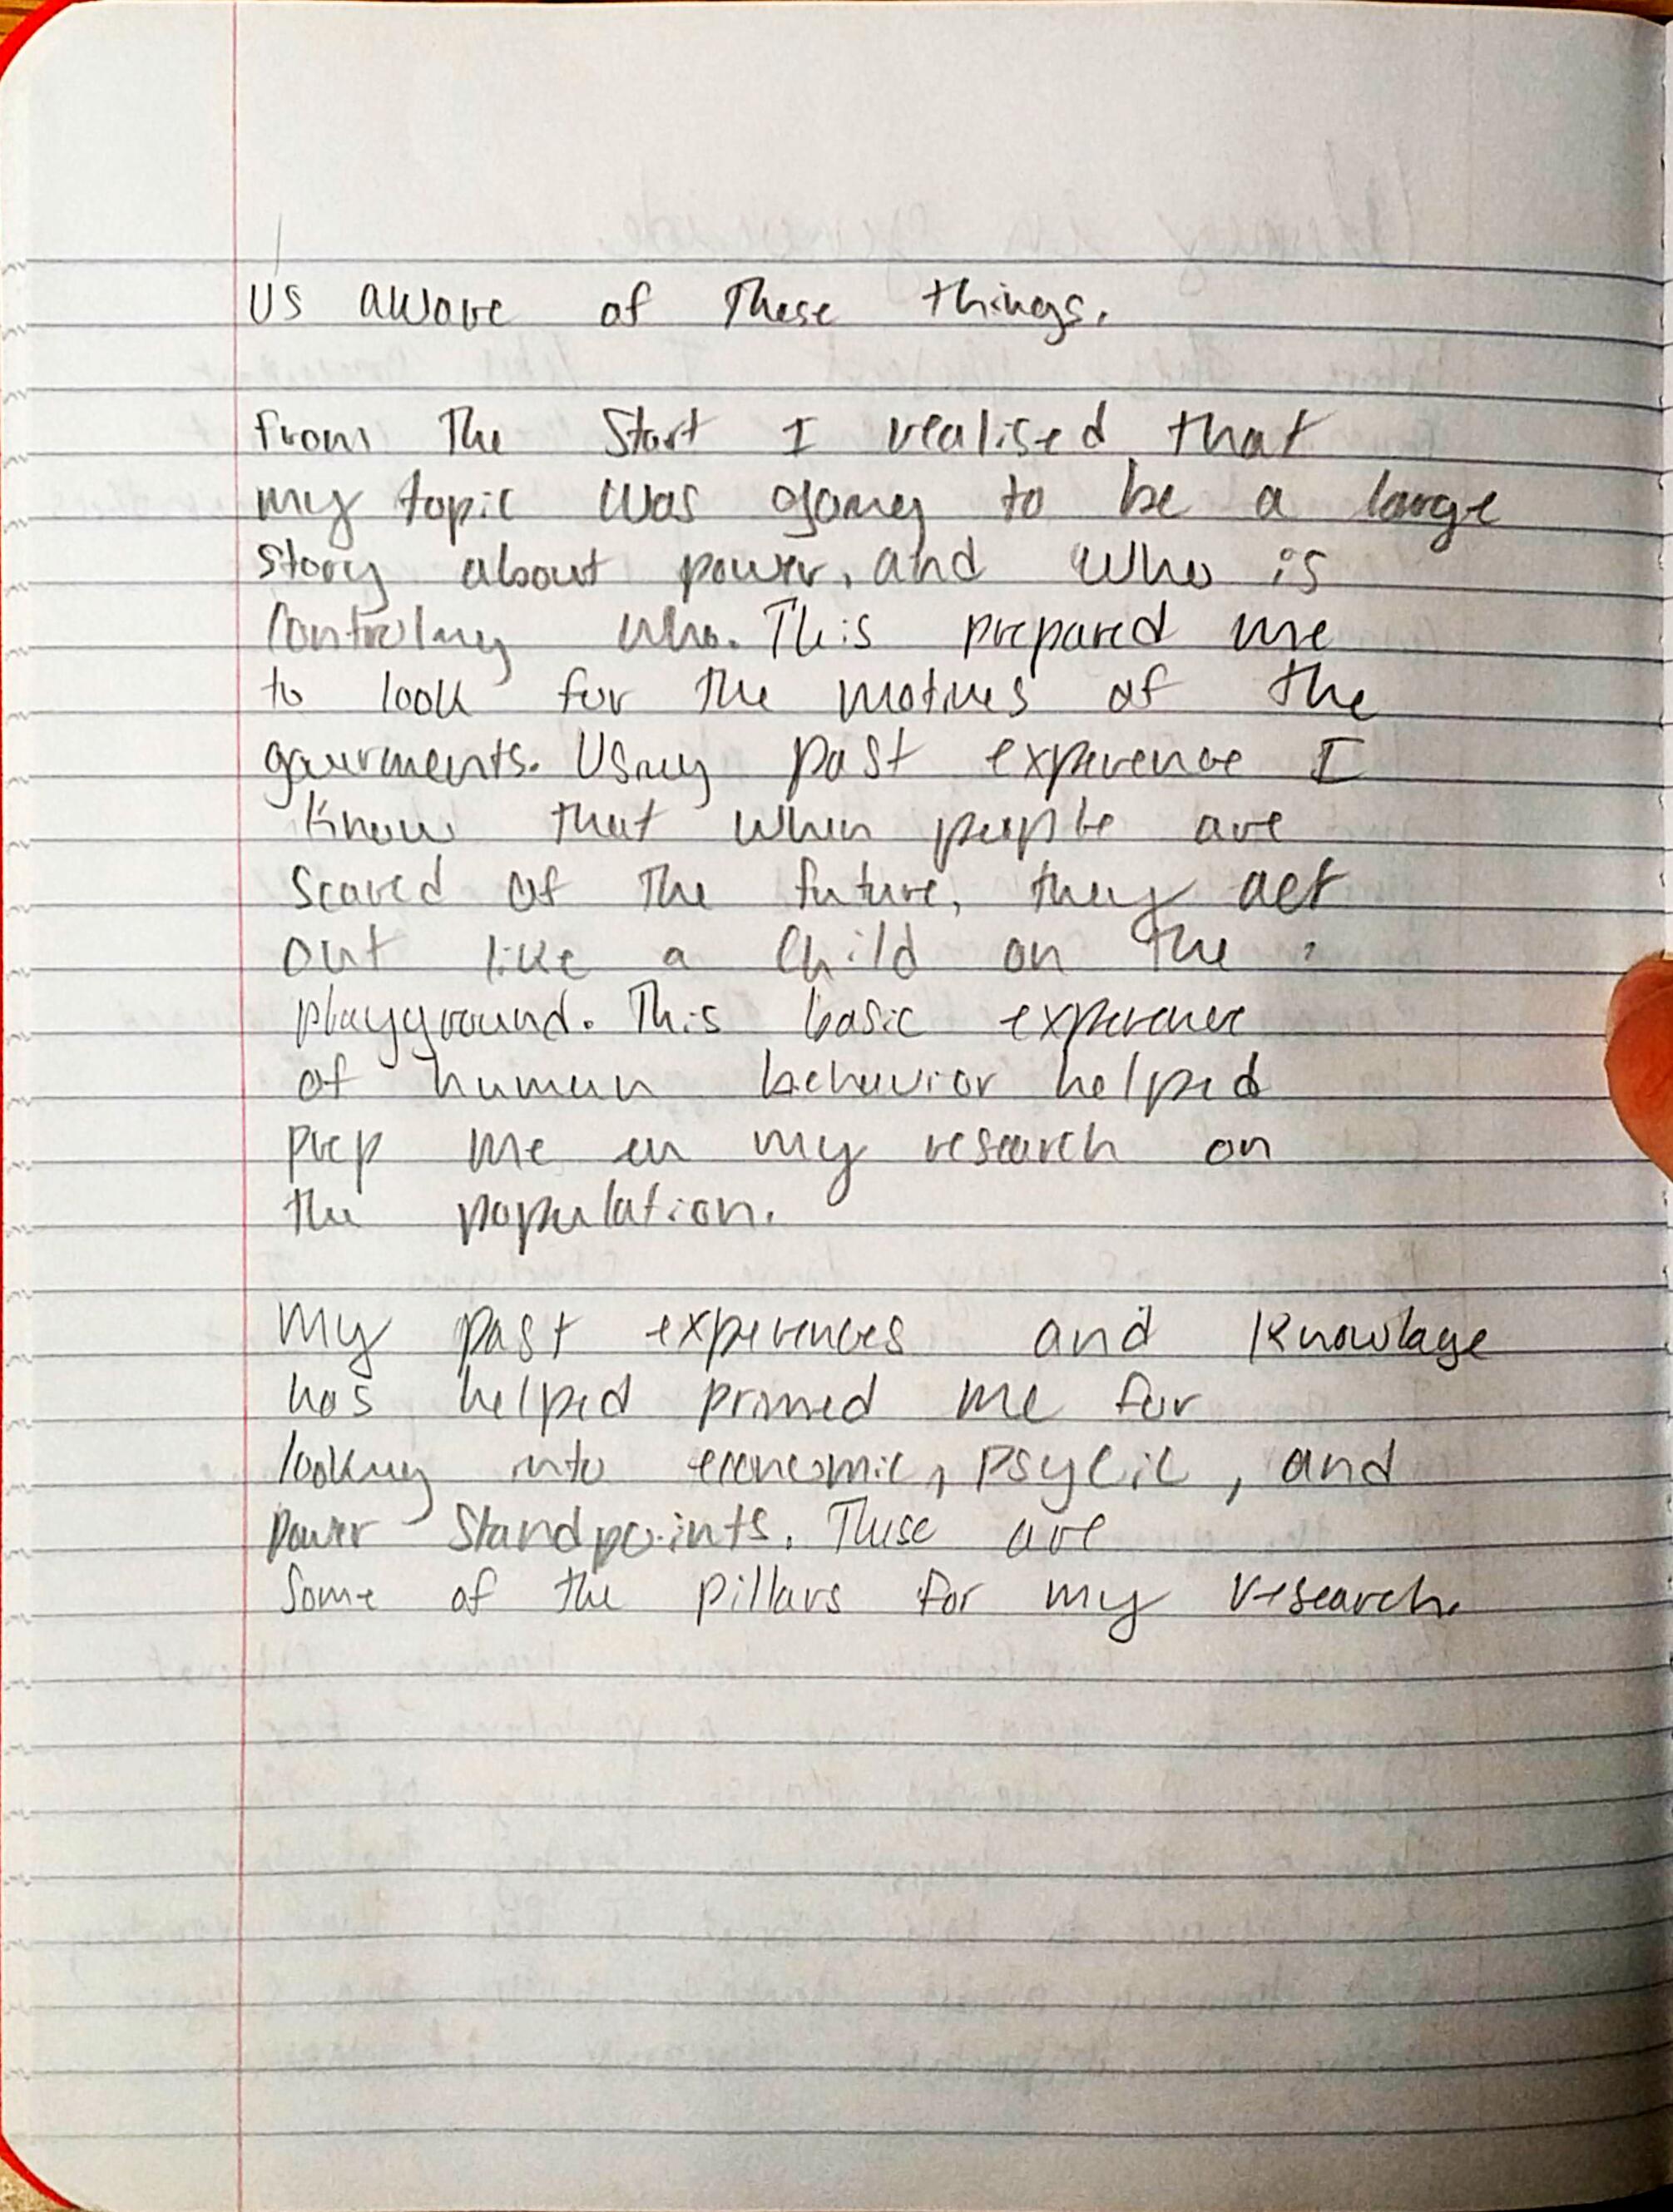 us aware of these things.
From the start I realised that
my topic was going to be a large
story about power, and who is
controlng who. This prepared me
to look for the motives of the
gourments. Using past experence I
know that when people are
scared of the future, they act
out like a child on the
playground. This basic experence
of human behavior helped
prep me in my research on
the population.
My past experences and knowlage
has helped primed me for
looking into economic, psycic, and
power standpoints. These are
some of the pillars for my research.